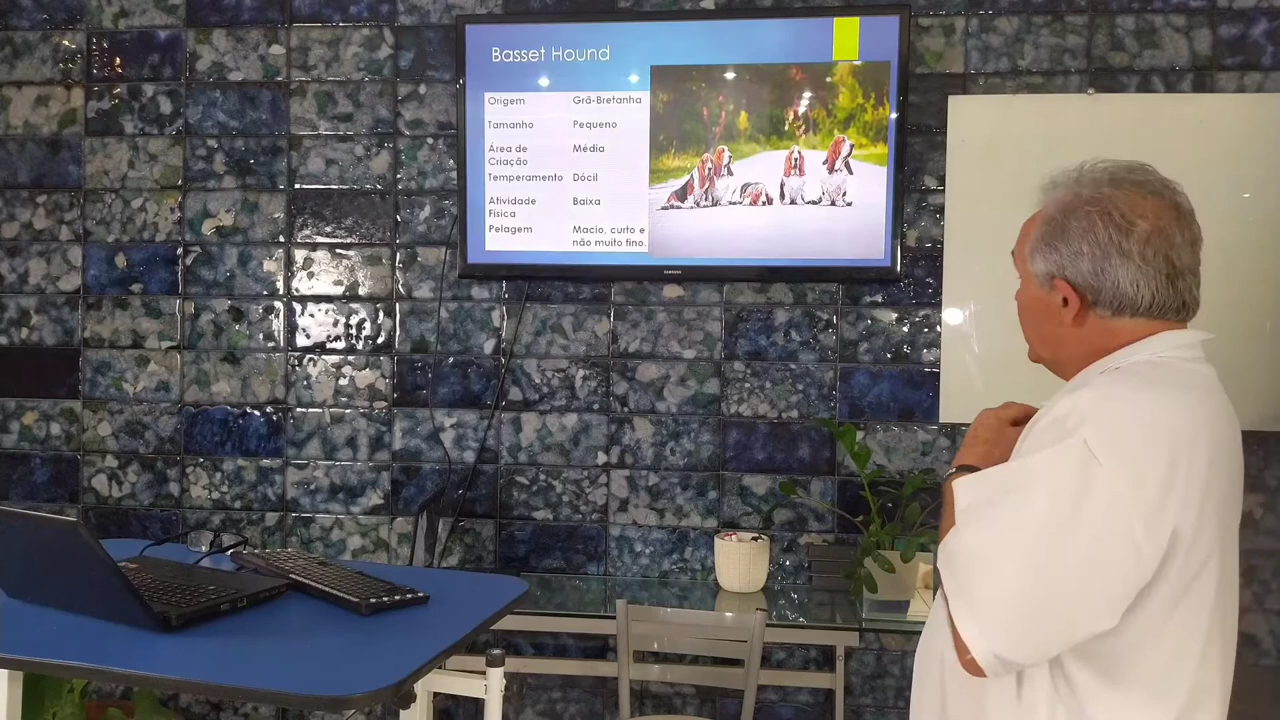 Basset Hound
Origem Grã-Bretanha
Tamanho Pequeno
Área de Criação Média
Temperamento Dócil
Atividade Física Baixa
Pelagem Macio, curto e não muito fino.
SAMSUNG